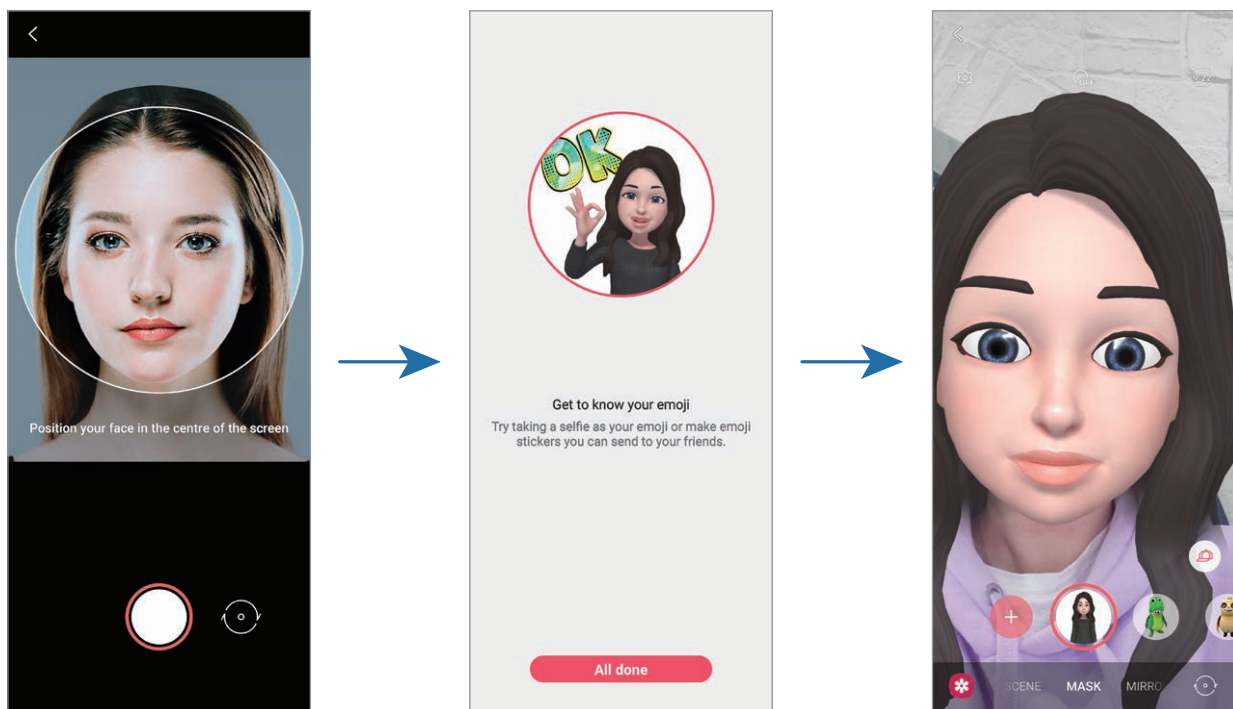 Position your face in the centre of the screen
OK
Get to know your emoji
Try taking a selfie as your emoji or make emoji
stickers you can send to your friends.
All done
SCENE MASK MIRRO